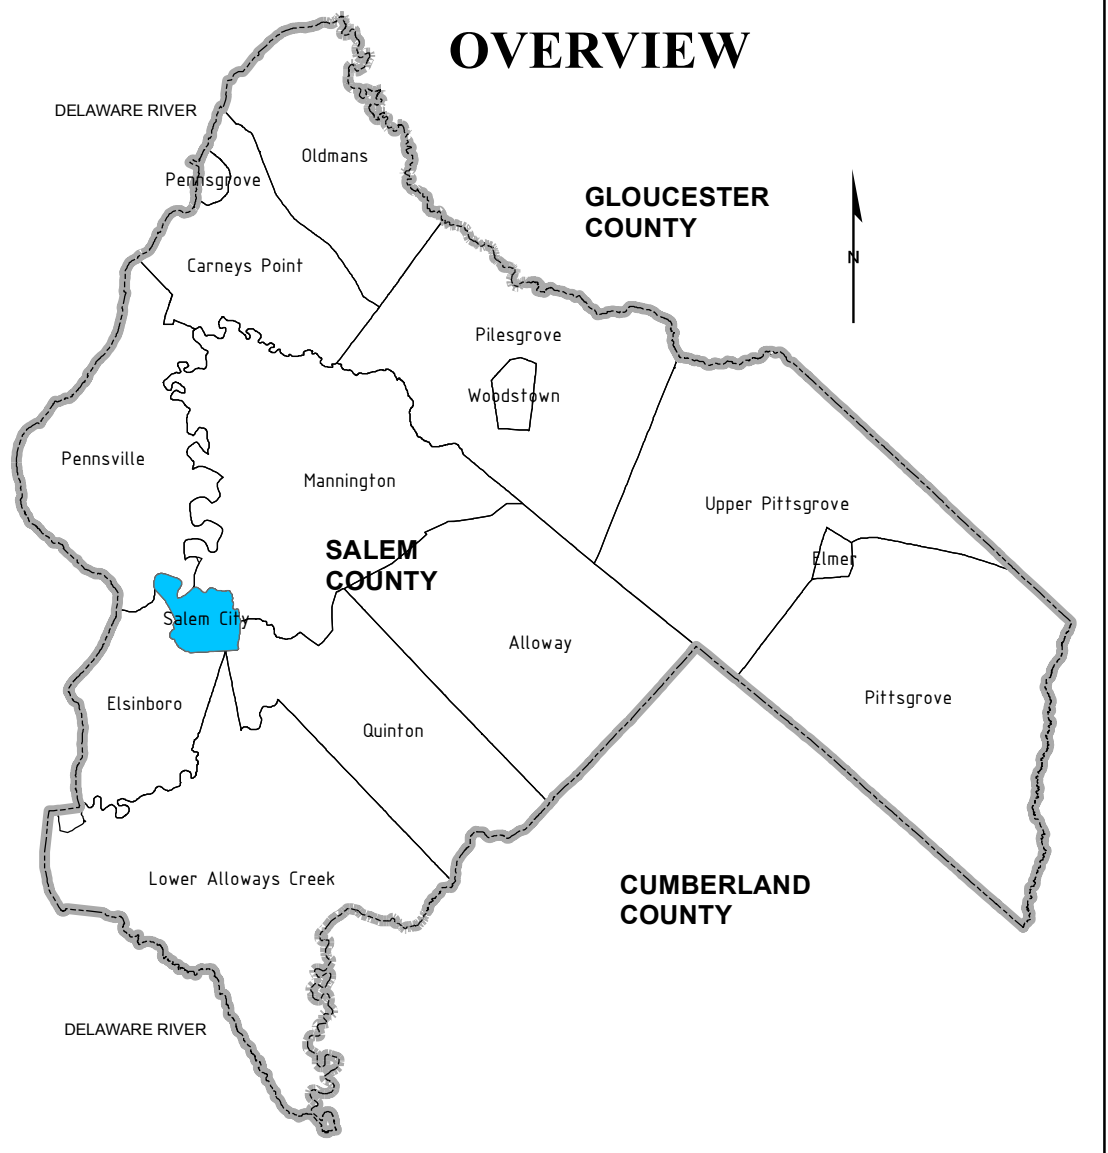 OVERVIEW
DELAWARE RIVER
Oldmans
Pennsgrove
GLOUCESTER
COUNTY
N
Carneys Point
Pilesgrove
Woodstown
Pennsville
Mannington
Upper Pittsgrove
SALEM
COUNTY
Elmer
Salem City
Alloway
Elsinboro
Pittsgrove
Quinton
Lower Alloways Creek
CUMBERLAND
COUNTY
DELAWARE RIVER